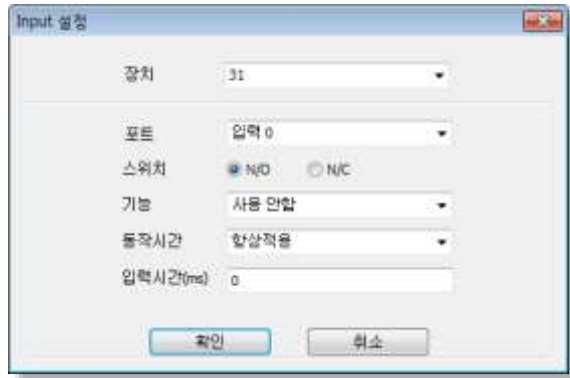 Input 설정
장치 31
포트 입력 0
스위치 N/O N/C
기능 사용 안함
동작시간 항상적용
입력시간(ms) 0
확인 취소